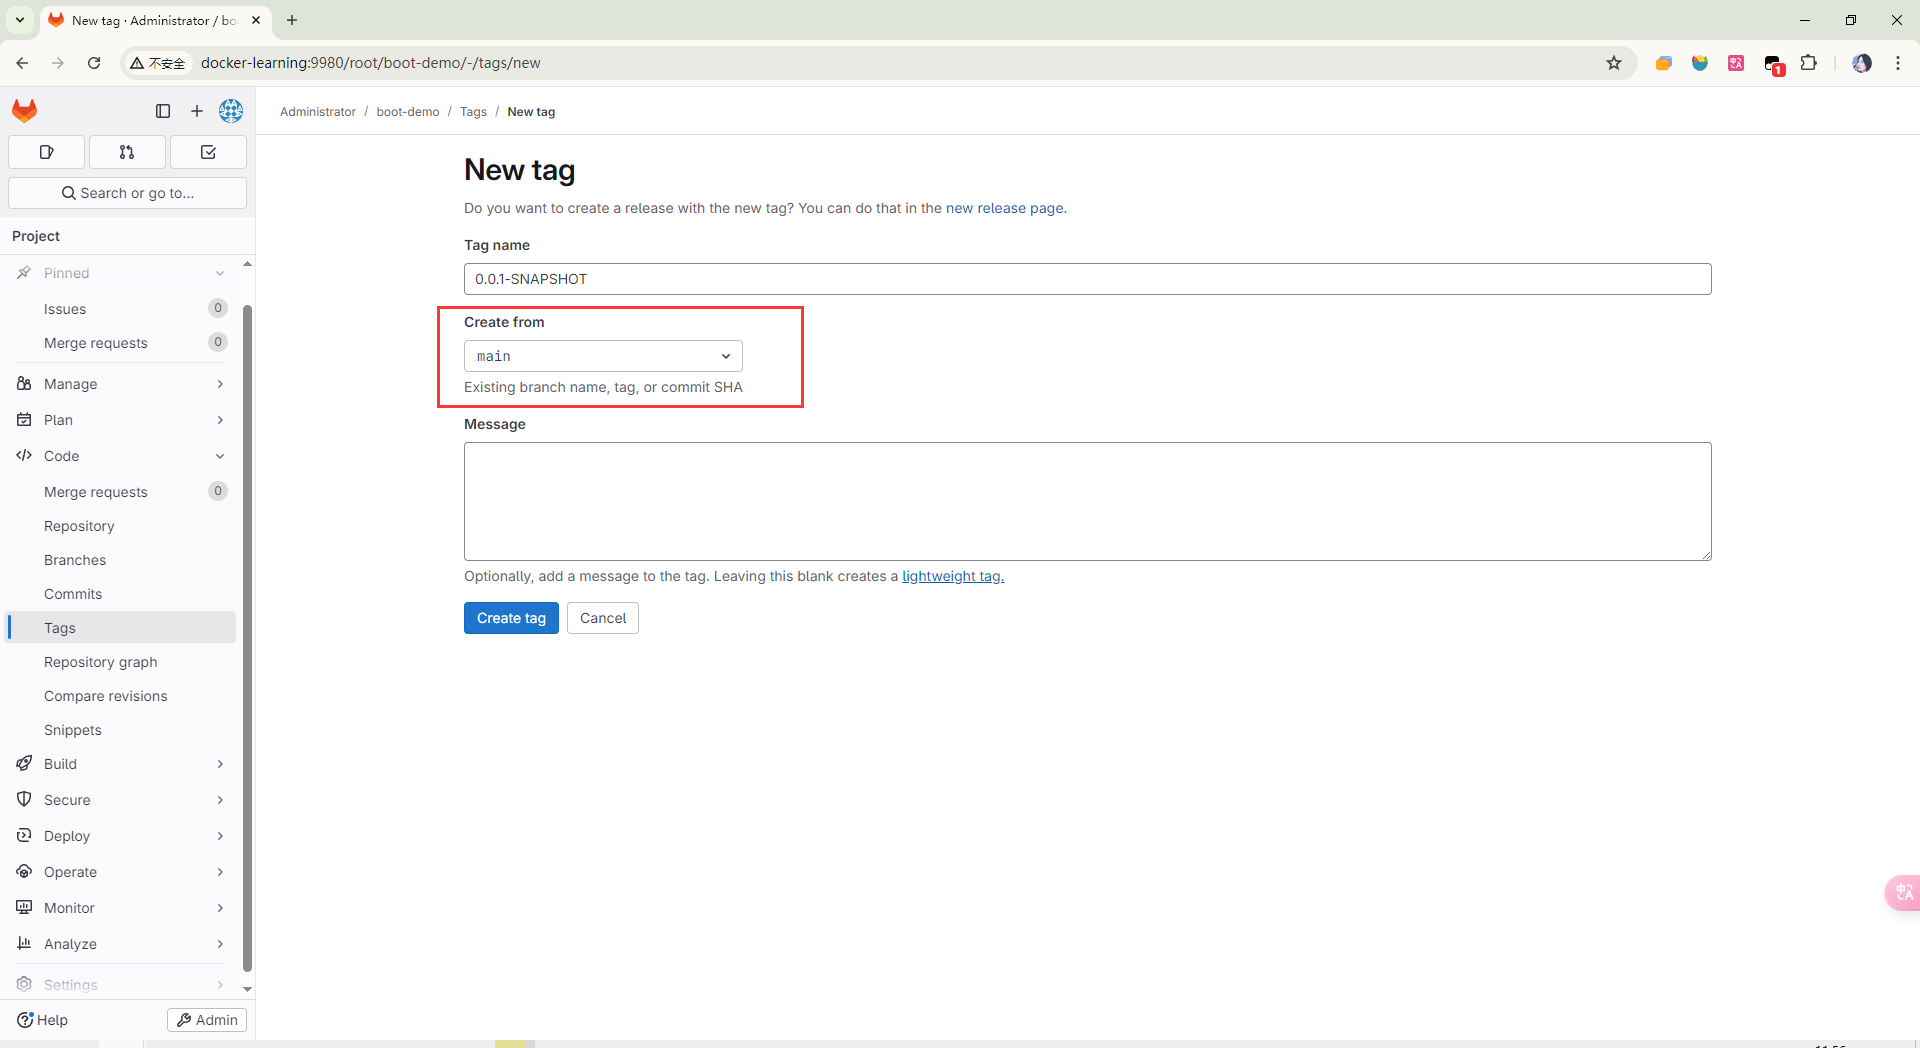 New tag · Administrator / bo
不安全
docker-learning:9980/root/boot-demo/-/tags/new
1
Administrator / boot-demo / Tags / New tag
Search or go to...
Project
Pinned
Issues 0
Merge requests 0
Manage
Plan
Code
Merge requests 0
Repository
Branches
Commits
Tags
Repository graph
Compare revisions
Snippets
Build
Secure
Deploy
Operate
Monitor
Analyze
Settings
Help
Admin
New tag
Do you want to create a release with the new tag? You can do that in the new release page.
Tag name
0.0.1-SNAPSHOT
Create from
main
Existing branch name, tag, or commit SHA
Message
Optionally, add a message to the tag. Leaving this blank creates a lightweight tag.
Create tag
Cancel